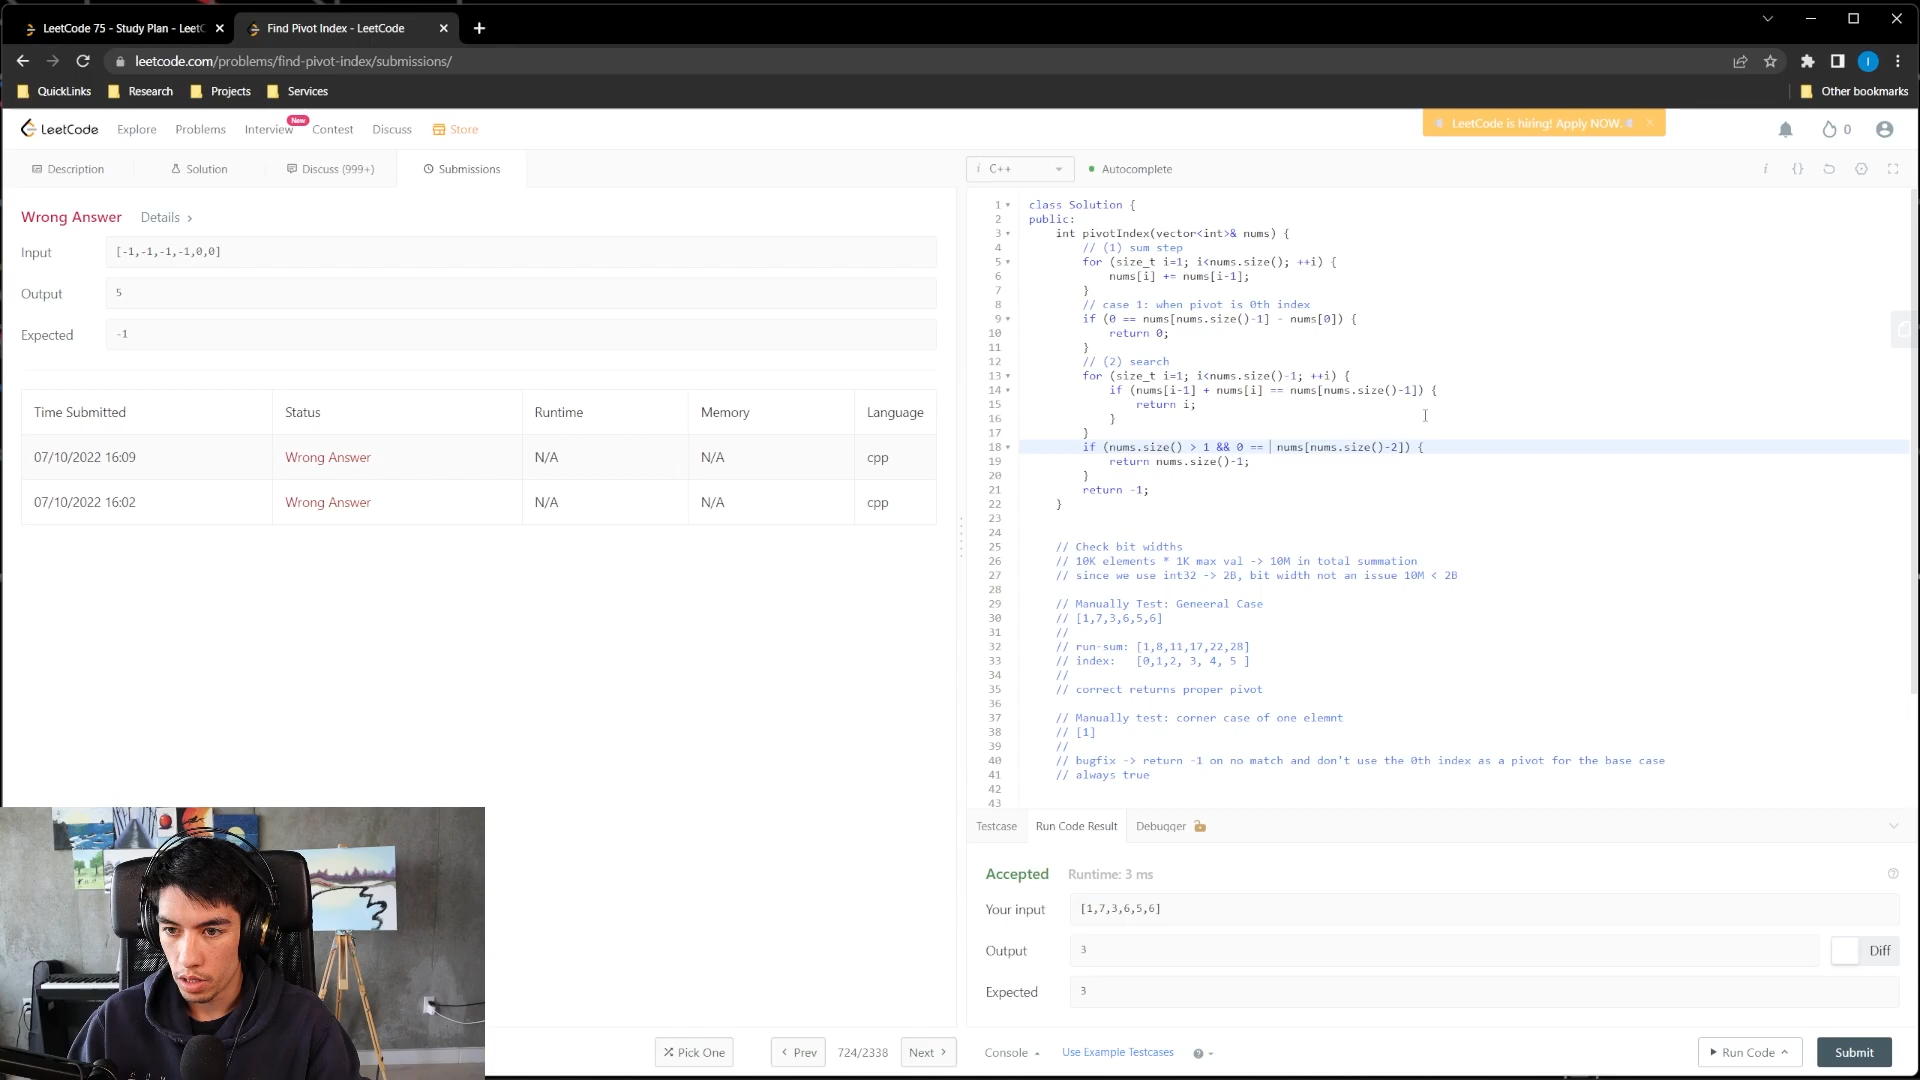 LeetCode 75 - Study Plan - LeetC
Find Pivot Index - LeetCode
leetcode.com/problems/find-pivot-index/submissions/
I
QuickLinks
Research
Projects
Services
Other bookmarks
LeetCode
Explore
Problems
Interview
New
Contest
Discuss
Store
LeetCode is hiring! Apply NOW.
0
Description
Solution
Discuss (999+)
Submissions
i C++
Autocomplete
Wrong Answer
Details
Input
[-1,-1,-1,-1,0,0]
Output
5
Expected
-1
Time Submitted
Status
Runtime
Memory
Language
07/10/2022 16:09
Wrong Answer
N/A
N/A
cpp
07/10/2022 16:02
Wrong Answer
N/A
N/A
cpp
1 class Solution {
2 public:
3 int pivotIndex(vector<int>& nums) {
4 // (1) sum step
5 for (size_t i=1; i<nums.size(); ++i) {
6 nums[i] += nums[i-1];
7 }
8 // case 1: when pivot is 0th index
9 if (0 == nums[nums.size()-1] - nums[0]) {
10 return 0;
11 }
12 // (2) search
13 for (size_t i=1; i<nums.size()-1; ++i) {
14 if (nums[i-1] + nums[i] == nums[nums.size()-1]) {
15 return i;
16 }
17 }
18 if (nums.size() > 1 && 0 == nums[nums.size()-2]) {
19 return nums.size()-1;
20 }
21 return -1;
22 }
23
24
25 // Check bit widths
26 // 10K elements * 1K max val -> 10M in total summation
27 // since we use int32 -> 2B, bit width not an issue 10M < 2B
28
29 // Manually Test: Geneeral Case
30 // [1,7,3,6,5,6]
31 //
32 // run-sum: [1,8,11,17,22,28]
33 // index: [0,1,2, 3, 4, 5 ]
34 //
35 // correct returns proper pivot
36
37 // Manually test: corner case of one elemnt
38 // [1]
39 //
40 // bugfix -> return -1 on no match and don't use the 0th index as a pivot for the base case
41 // always true
42
43
Testcase
Run Code Result
Debugger
Accepted
Runtime: 3 ms
Your input
[1,7,3,6,5,6]
Output
3
Diff
Expected
3
Pick One
Prev
724/2338
Next
Console
Use Example Testcases
Run Code
Submit